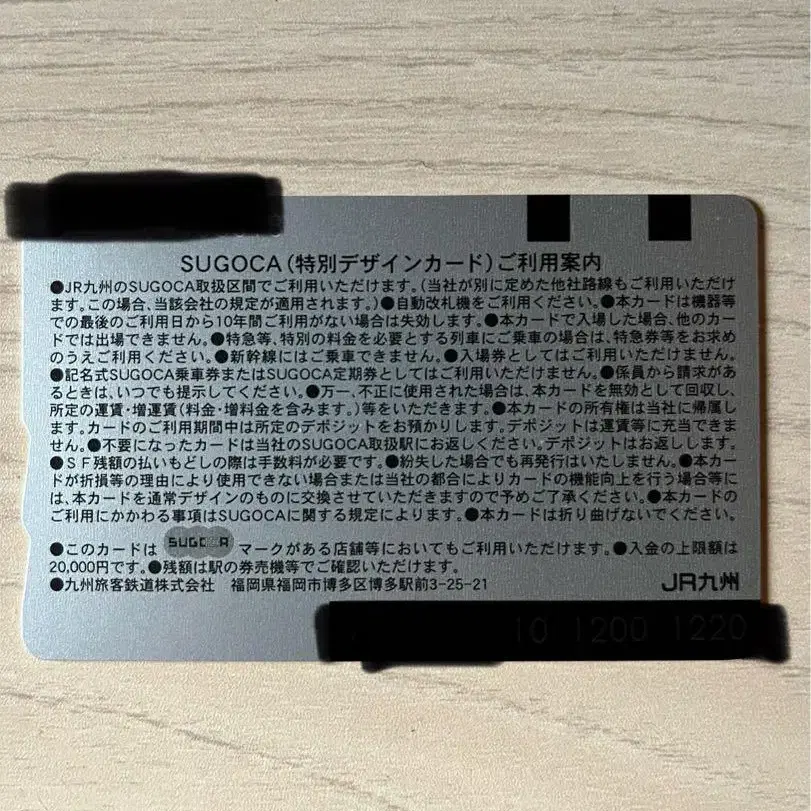 SUGOCA(特別デザインカード)ご利用案内
●JR九州のSUGOCA取扱区間でご利用いただけます。(当社が別に定めた他社路線もご利用いただけ
ます。この場合、当該会社の規定が適用されます。)●自動改札機をご利用ください。●本カードは機器等
での最後のご利用日から10年間ご利用がない場合は失効します。●本カードで入場した場合、他のカー
ドでは出場できません。●特急等、特別の料金を必要とする列車にご乗車の場合は、特急券等をお求め
のうえご利用ください。●新幹線にはご乗車できません。●入場券としてはご利用いただけません。
●記名式SUGOCA乗車券またはSUGOCA定期券としてはご利用いただけません。●係員から請求があ
るときは、いつでも提示してください。●万一、不正に使用された場合は、本カードを無効として回収し、
所定の運賃・増運賃(料金・増料金を含みます。)等をいただきます。●本カードの所有権は当社に帰属し
ます。カードのご利用期間中は所定のデポジットをお預かりします。デポジットは運賃等に充当できま
せん。●不要になったカードは当社のSUGOCA取扱駅にお返しください。デポジットはお返しします。
●SF残額の払いもどしの際は手数料が必要です。●紛失した場合でも再発行はいたしません。●本カー
ドが折損等の理由により使用できない場合または当社の都合によりカードの機能向上を行う場合等に
は、本カードを通常デザインのものに交換させていただきますので予めご了承ください。●本カードの
ご利用にかかわる事項はSUGOCAに関する規定によります。●本カードは折り曲げないでください。
●このカードは SUGOCA マークがある店舗等においてもご利用いただけます。●入金の上限額は
20,000円です。●残額は駅の券売機等でご確認いただけます。
●九州旅客鉄道株式会社 福岡県福岡市博多区博多駅前3-25-21 JR九州
10 1200 1220